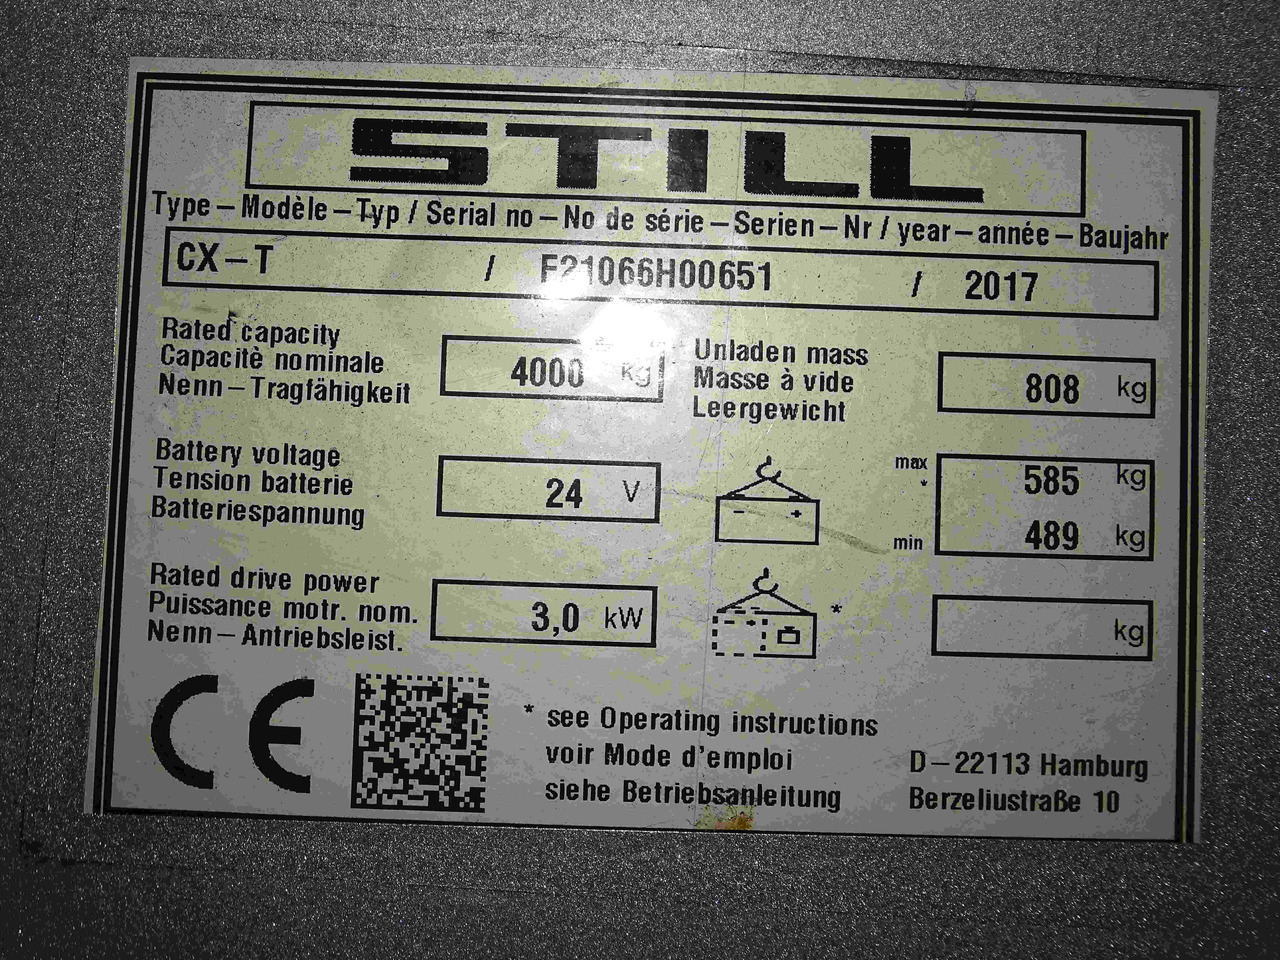 STILL
Type – Modèle – Typ / Serial no – No de série – Serien – Nr / year – année – Baujahr
CX – T / F21066H00651 / 2017
Rated capacity
Capacitè nominale
Nenn – Tragfähigkeit
4000 kg
Unladen mass
Masse à vide
Leergewicht
808 kg
Battery voltage
Tension batterie
Batteriespannung
24 V
- +
max 585 kg
*
min 489 kg
Rated drive power
Puissance motr. nom.
Nenn – Antriebsleist.
3,0 kW
- +
*
kg
CE
* see Operating instructions
voir Mode d'emploi
siehe Betriebsanleitung
D – 22113 Hamburg
Berzeliustraße 10